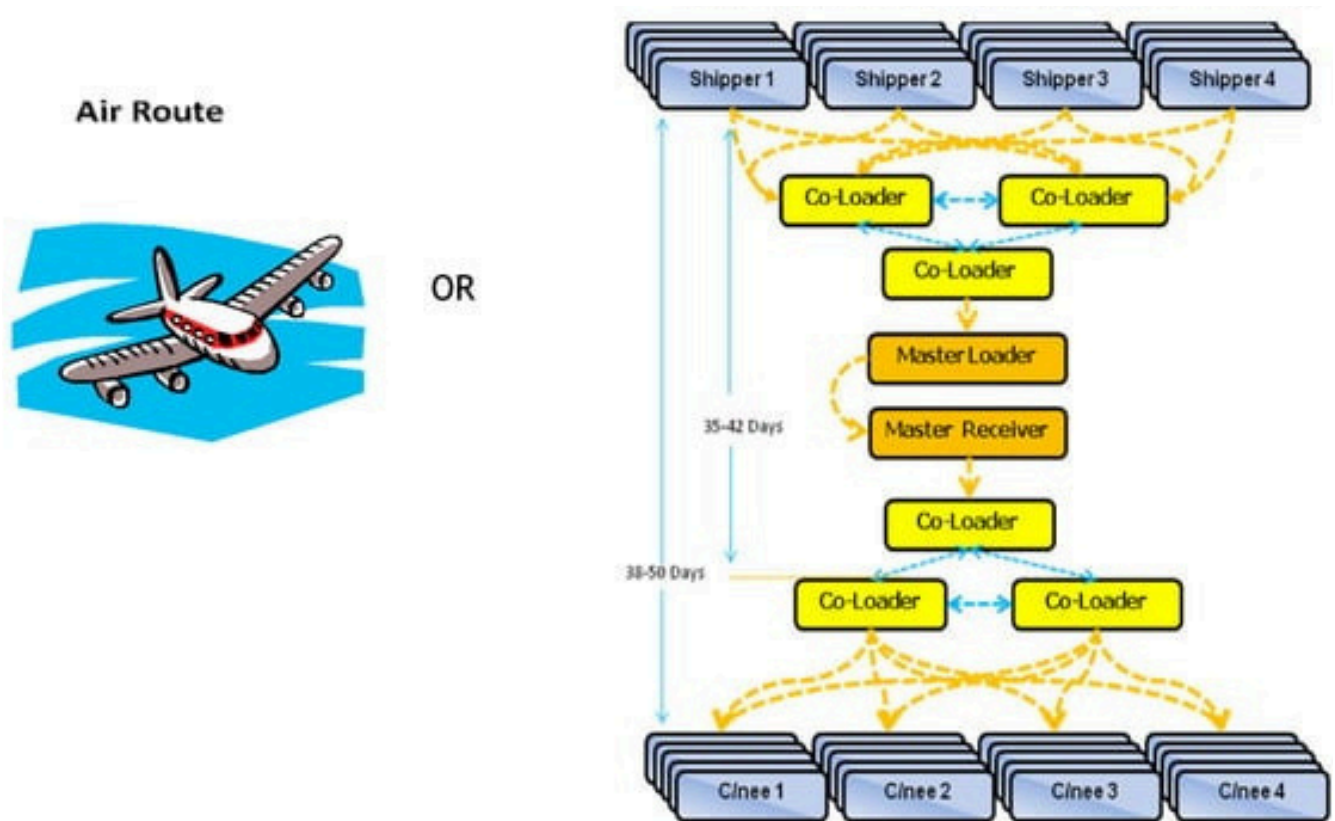 Air Route
OR
Shipper 1
Shipper 2
Shipper 3
Shipper 4
Co-Loader
Co-Loader
Co-Loader
Master Loader
35-42 Days
Master Receiver
Co-Loader
38-50 Days
Co-Loader
Co-Loader
C/nee 1
C/nee 2
C/nee 3
C/nee 4